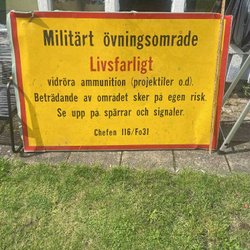 Militärt övningsområde
Livsfarligt
vidröra ammunition (projektiler o.d).
Beträdande av området sker på egen risk.
Se upp på spärrar och signaler.
Chefen I16/Fo31